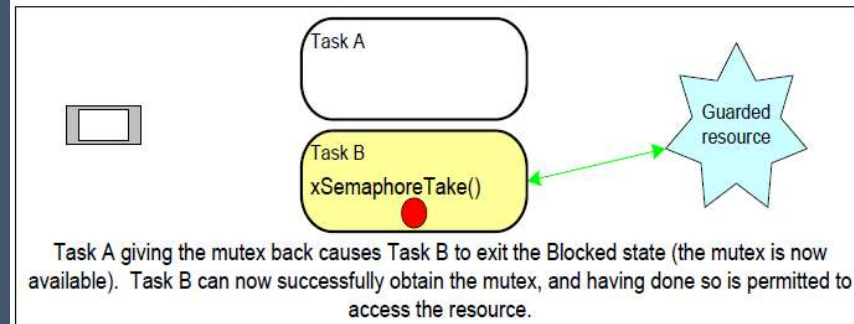 Task A
Guarded
resource
Task B
xSemaphoreTake()
Task A giving the mutex back causes Task B to exit the Blocked state (the mutex is now
available). Task B can now successfully obtain the mutex, and having done so is permitted to
access the resource.